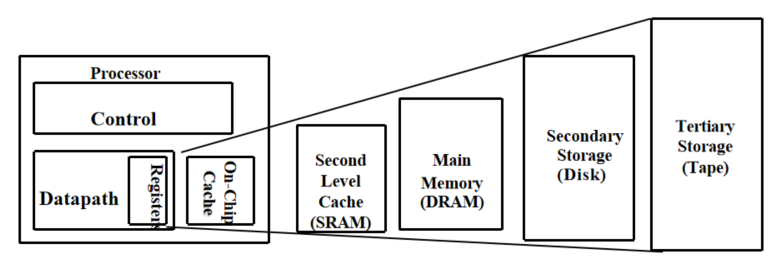 Processor
Control
Datapath
Registers
On-Chip
Cache
Second
Level
Cache
(SRAM)
Main
Memory
(DRAM)
Secondary
Storage
(Disk)
Tertiary
Storage
(Tape)